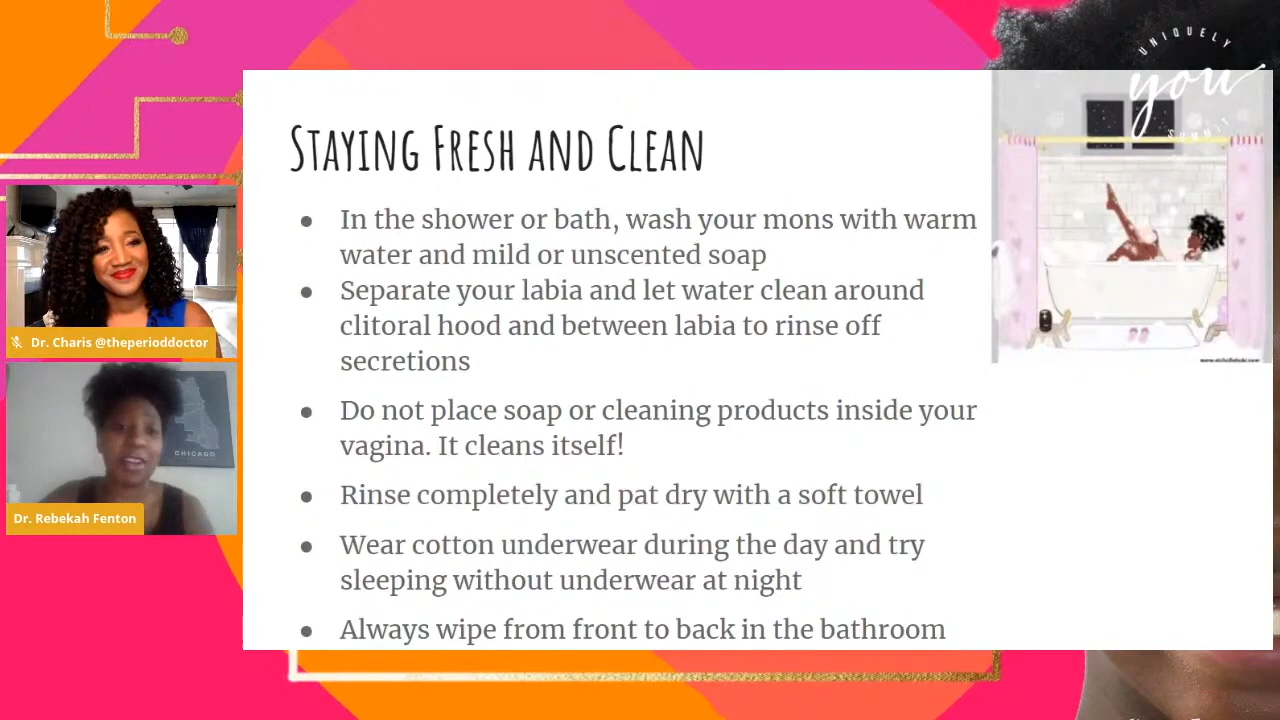 UNIQUELY
you
SUMMIT
STAYING FRESH AND CLEAN
● In the shower or bath, wash your mons with warm
water and mild or unscented soap
● Separate your labia and let water clean around
clitoral hood and between labia to rinse off
secretions
● Do not place soap or cleaning products inside your
vagina. It cleans itself!
● Rinse completely and pat dry with a soft towel
● Wear cotton underwear during the day and try
sleeping without underwear at night
● Always wipe from front to back in the bathroom
Dr. Charis @theperioddoctor
CHICAGO
Dr. Rebekah Fenton